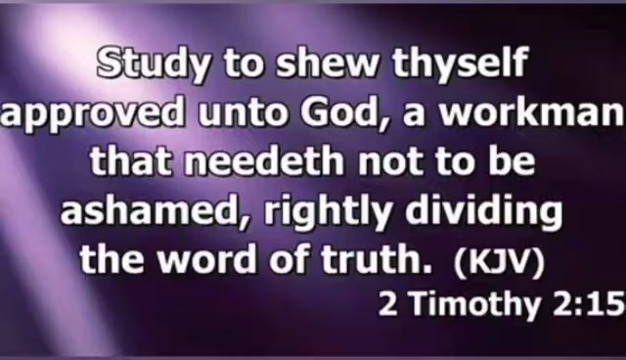 Study to shew thyself
approved unto God, a workman
that needeth not to be
ashamed, rightly dividing
the word of truth. (KJV)
2 Timothy 2:15